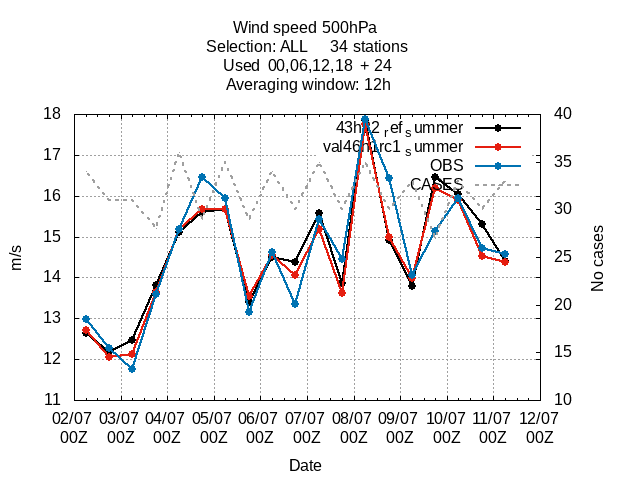 Wind speed 500hPa
Selection: ALL 34 stations
Used 00,06,12,18 + 24
Averaging window: 12h
18
17
16
15
14
13
12
11
m/s
40
35
30
25
20
15
10
No cases
43h22_ref_summer
val46h1rc1_summer
OBS
CASES
02/07 03/07 04/07 05/07 06/07 07/07 08/07 09/07 10/07 11/07 12/07
00Z 00Z 00Z 00Z 00Z 00Z 00Z 00Z 00Z 00Z 00Z
Date